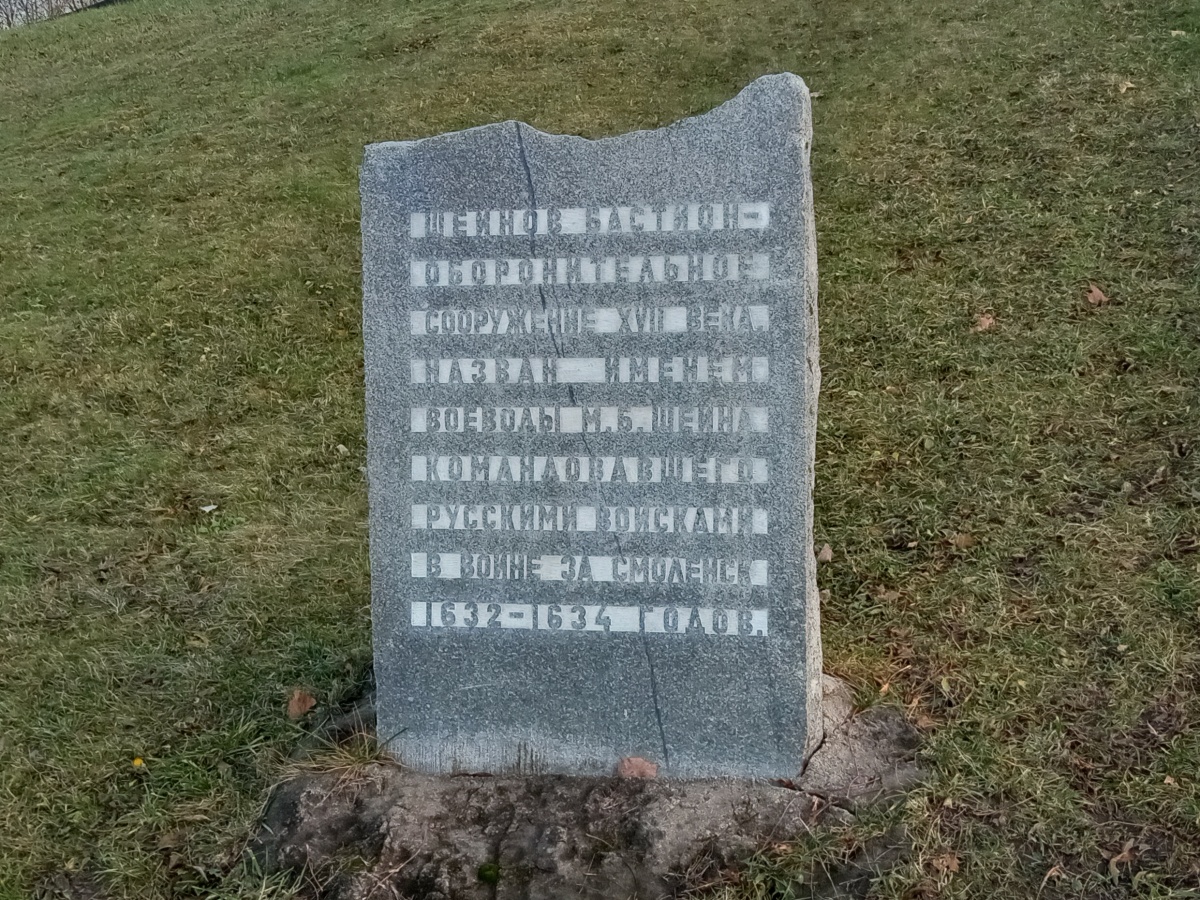 ШЕИНОВ БАСТИОН-
ОБОРОНИТЕЛЬНОЕ
СООРУЖЕНИЕ XVII ВЕКА.
НАЗВАН ИМЕНЕМ
ВОЕВОДЫ М.Б. ШЕИНА
КОМАНДОВАВШЕГО
РУССКИМИ ВОЙСКАМИ
В ВОЙНЕ ЗА СМОЛЕНСК
1632-1634 ГОДОВ.